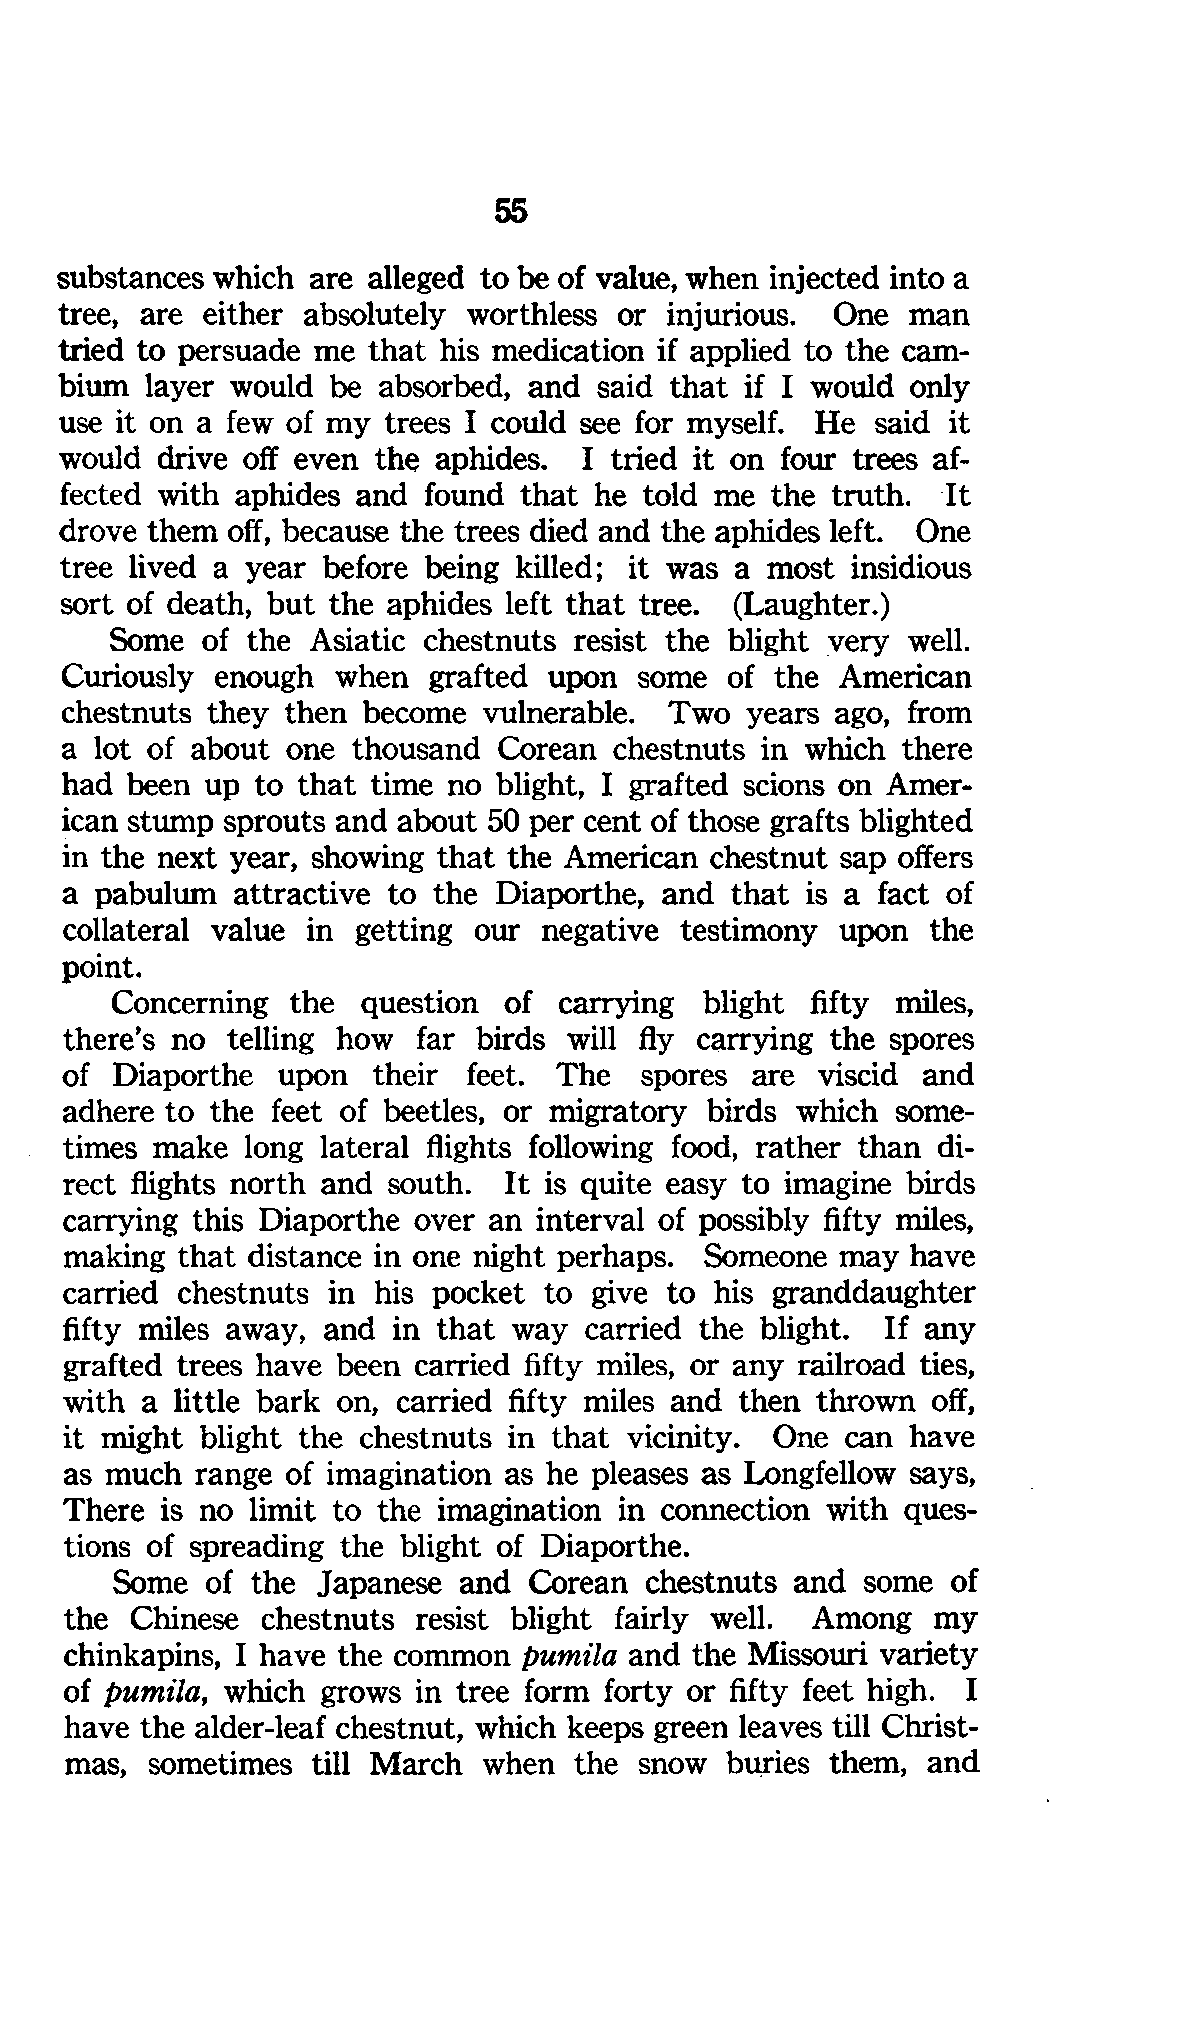 55
substances which are alleged to be of value, when injected into a
tree, are either absolutely worthless or injurious. One man
tried to persuade me that his medication if applied to the cam-
bium layer would be absorbed, and said that if I would only
use it on a few of my trees I could see for myself. He said it
would drive off even the aphides. I tried it on four trees af-
fected with aphides and found that he told me the truth. It
drove them off, because the trees died and the aphides left. One
tree lived a year before being killed; it was a most insidious
sort of death, but the aphides left that tree. (Laughter.)
Some of the Asiatic chestnuts resist the blight very well.
Curiously enough when grafted upon some of the American
chestnuts they then become vulnerable. Two years ago, from
a lot of about one thousand Corean chestnuts in which there
had been up to that time no blight, I grafted scions on Amer-
ican stump sprouts and about 50 per cent of those grafts blighted
in the next year, showing that the American chestnut sap offers
a pabulum attractive to the Diaporthe, and that is a fact of
collateral value in getting our negative testimony upon the
point.
Concerning the question of carrying blight fifty miles,
there's no telling how far birds will fly carrying the spores
of Diaporthe upon their feet. The spores are viscid and
adhere to the feet of beetles, or migratory birds which some-
times make long lateral flights following food, rather than di-
rect flights north and south. It is quite easy to imagine birds
carrying this Diaporthe over an interval of possibly fifty miles,
making that distance in one night perhaps. Someone may have
carried chestnuts in his pocket to give to his granddaughter
fifty miles away, and in that way carried the blight. If any
grafted trees have been carried fifty miles, or any railroad ties,
with a little bark on, carried fifty miles and then thrown off,
it might blight the chestnuts in that vicinity. One can have
as much range of imagination as he pleases as Longfellow says,
There is no limit to the imagination in connection with ques-
tions of spreading the blight of Diaporthe.
Some of the Japanese and Corean chestnuts and some of
the Chinese chestnuts resist blight fairly well. Among my
chinkapins, I have the common pumila and the Missouri variety
of pumila, which grows in tree form forty or fifty feet high. I
have the alder-leaf chestnut, which keeps green leaves till Christ-
mas, sometimes till March when the snow buries them, and